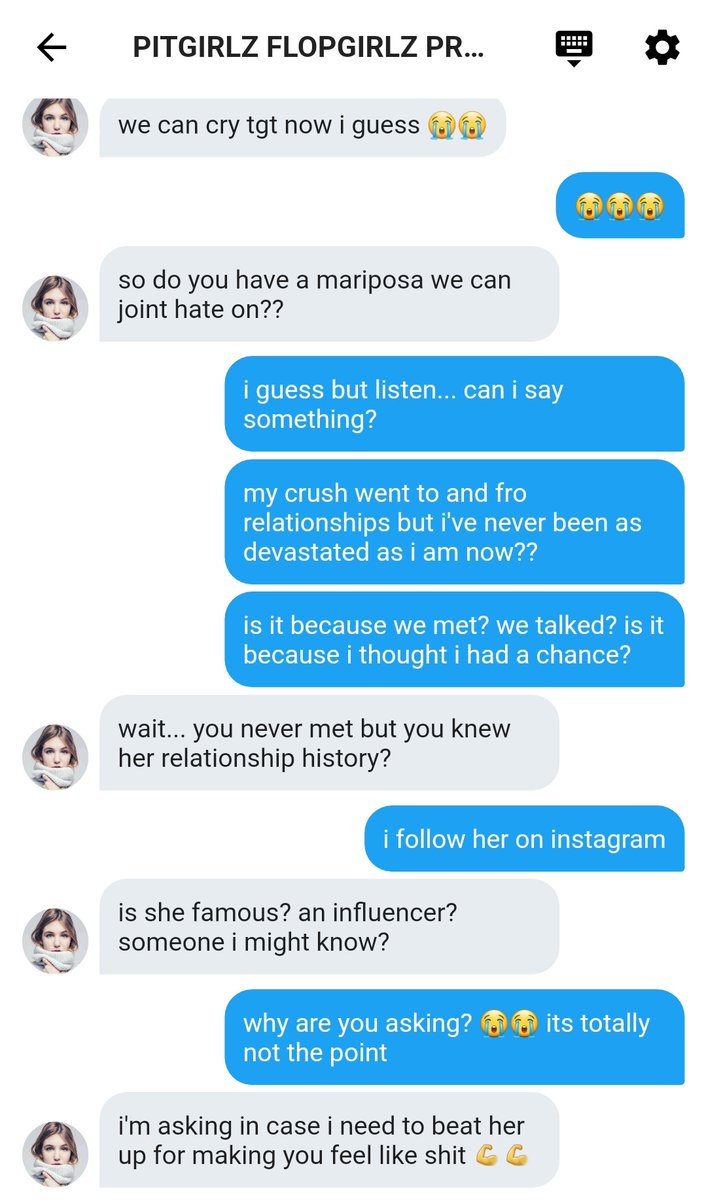 PITGIRLZ FLOPGIRLZ PR...
we can cry tgt now i guess 😭😭
😭😭😭
so do you have a mariposa we can
joint hate on??
i guess but listen... can i say
something?
my crush went to and fro
relationships but i've never been as
devastated as i am now??
is it because we met? we talked? is it
because i thought i had a chance?
wait... you never met but you knew
her relationship history?
i follow her on instagram
is she famous? an influencer?
someone i might know?
why are you asking? 😭😭 its totally
not the point
i'm asking in case i need to beat her
up for making you feel like shit 💪💪